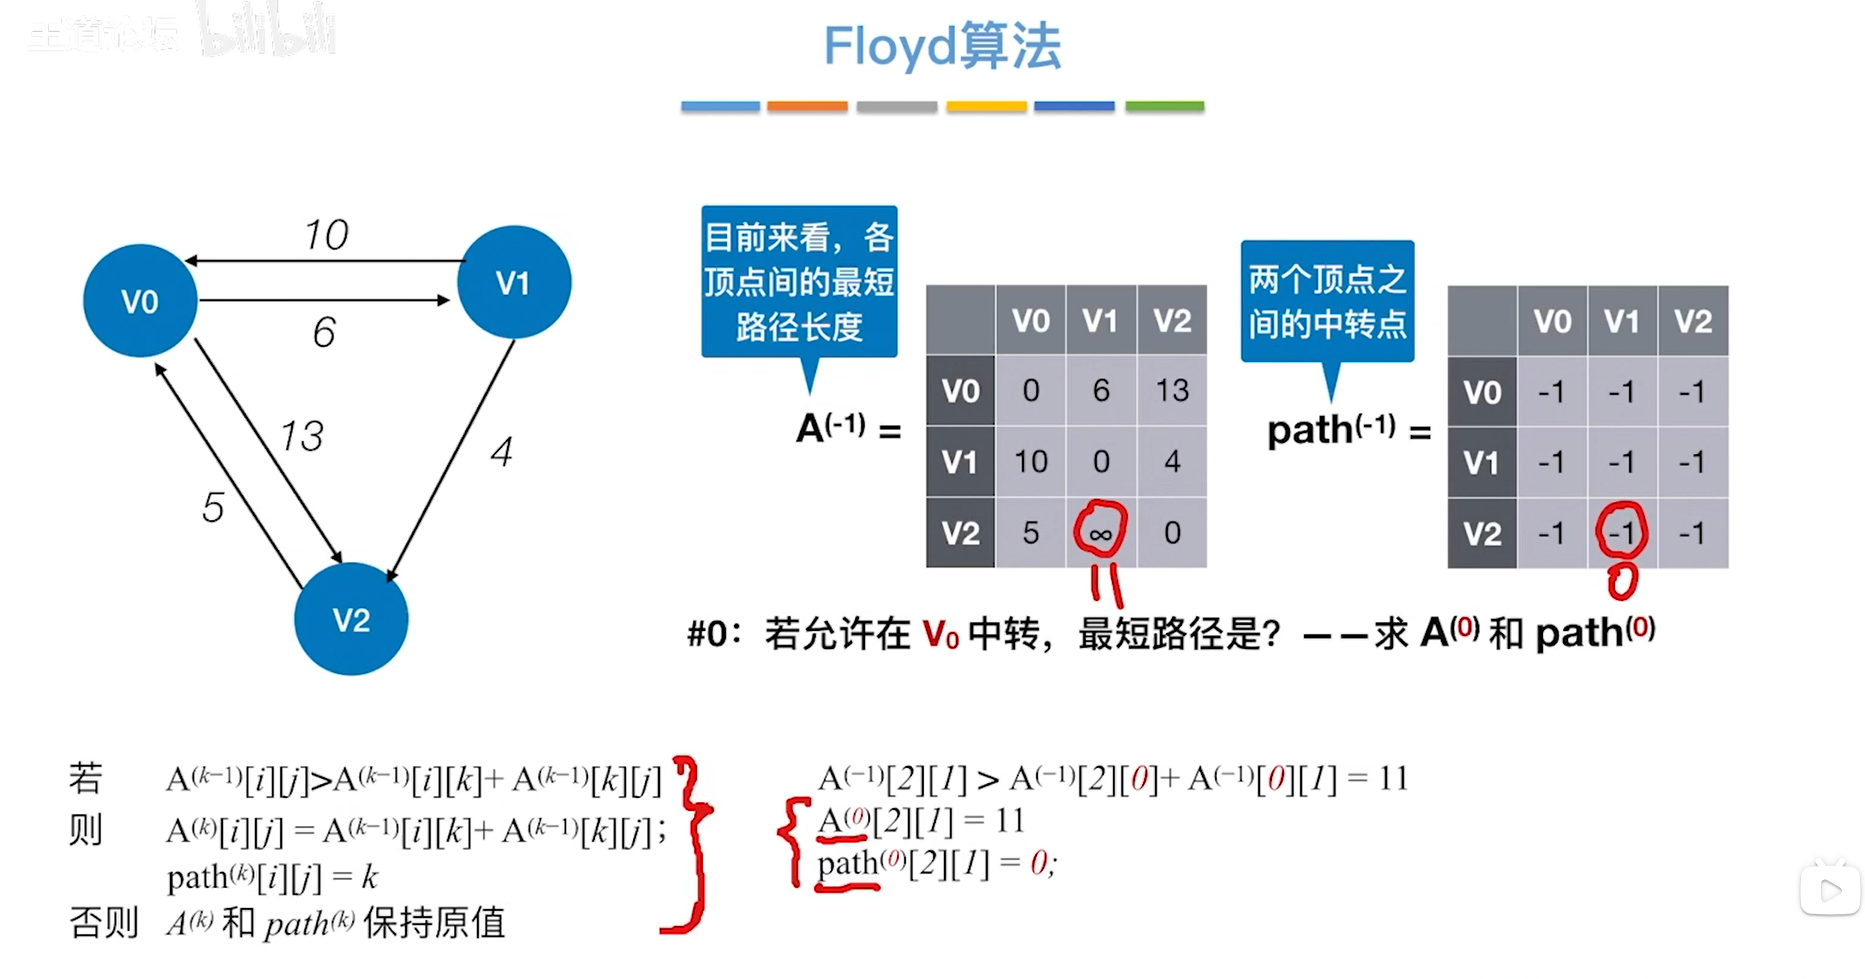 王道论坛 bilibili
Floyd算法
10
6
13
5
4
V0
V1
V2
目前来看，各
顶点间的最短
路径长度
A(-1) =
V0 V1 V2
V0 0 6 13
V1 10 0 4
V2 5 ∞ 0
11
两个顶点之
间的中转点
path(-1) =
V0 V1 V2
V0 -1 -1 -1
V1 -1 -1 -1
V2 -1 -1 -1
0
#0：若允许在 V0 中转，最短路径是？——求 A(0) 和 path(0)
若 A(k−1)[i][j]>A(k−1)[i][k]+ A(k−1)[k][j]
则 A(k)[i][j] = A(k−1)[i][k]+ A(k−1)[k][j]；
path(k)[i][j] = k
否则 A(k) 和 path(k) 保持原值
A(−1)[2][1] > A(−1)[2][0]+ A(−1)[0][1] = 11
A(0)[2][1] = 11
path(0)[2][1] = 0;